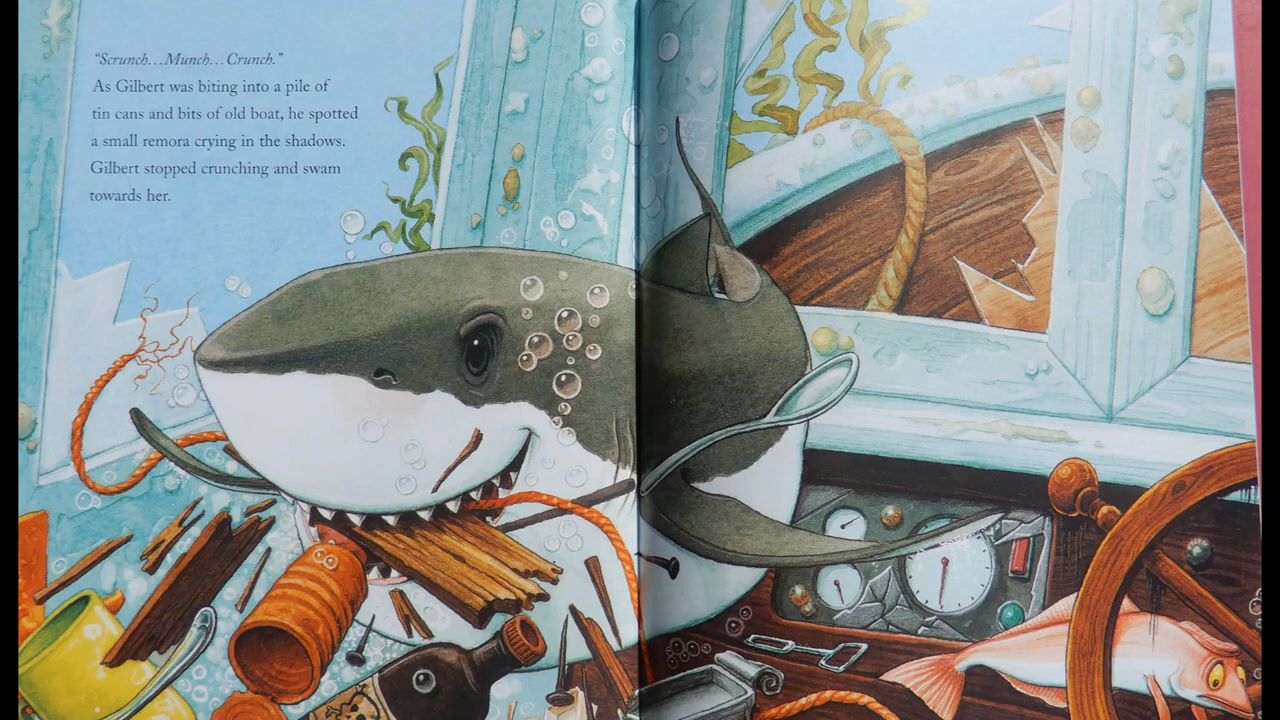 “Scrunch…Munch…Crunch.”
As Gilbert was biting into a pile of
tin cans and bits of old boat, he spotted
a small remora crying in the shadows.
Gilbert stopped crunching and swam
towards her.